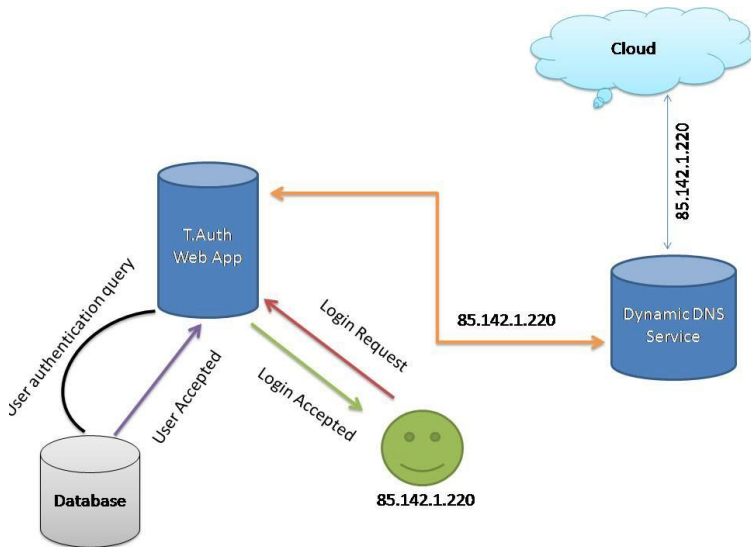 Cloud
85.142.1.220
T.Auth
Web App
Dynamic DNS
Service
85.142.1.220
User authentication query
User Accepted
Login Request
Login Accepted
Database
85.142.1.220